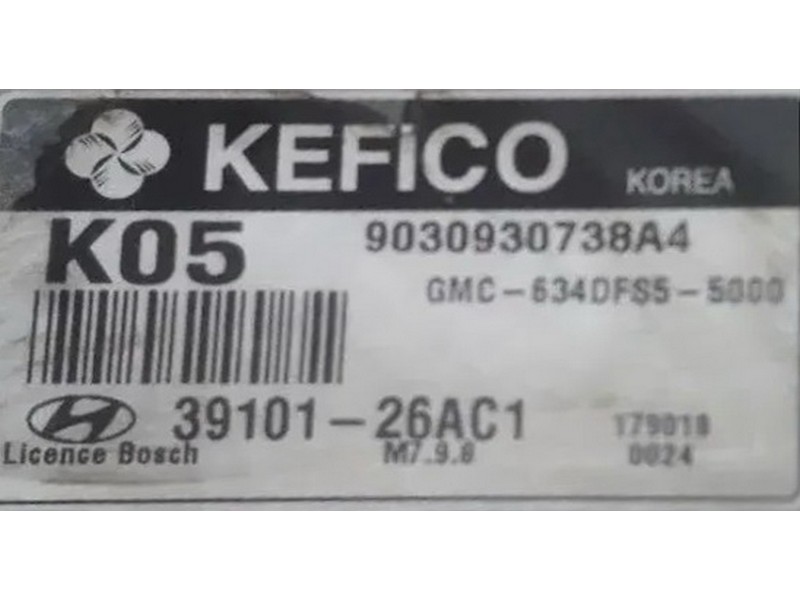 KEFiCO KOREA
K05 9030930738A4
GMC-634DFS5-5000
39101-26AC1 179018
Licence Bosch M7.9.8 0024